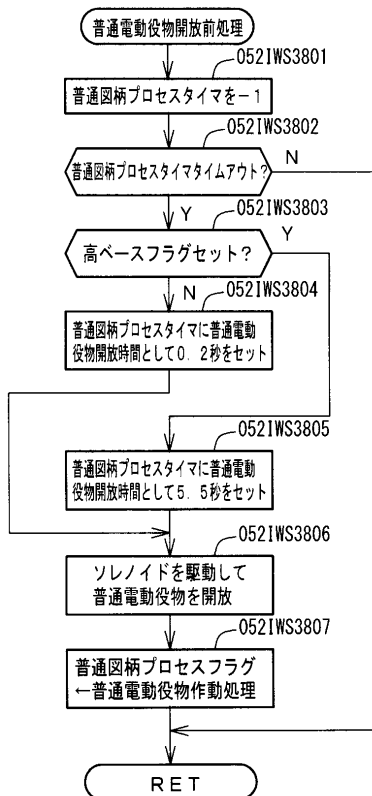 普通電動役物開放前処理
052IWS3801
普通図柄プロセスタイマを－1
052IWS3802
普通図柄プロセスタイマタイムアウト？
N
Y
052IWS3803
高ベースフラグセット？
Y
N
052IWS3804
普通図柄プロセスタイマに普通電動
役物開放時間として0．2秒をセット
052IWS3805
普通図柄プロセスタイマに普通電動
役物開放時間として5．5秒をセット
052IWS3806
ソレノイドを駆動して
普通電動役物を開放
052IWS3807
普通図柄プロセスフラグ
←普通電動役物作動処理
RET